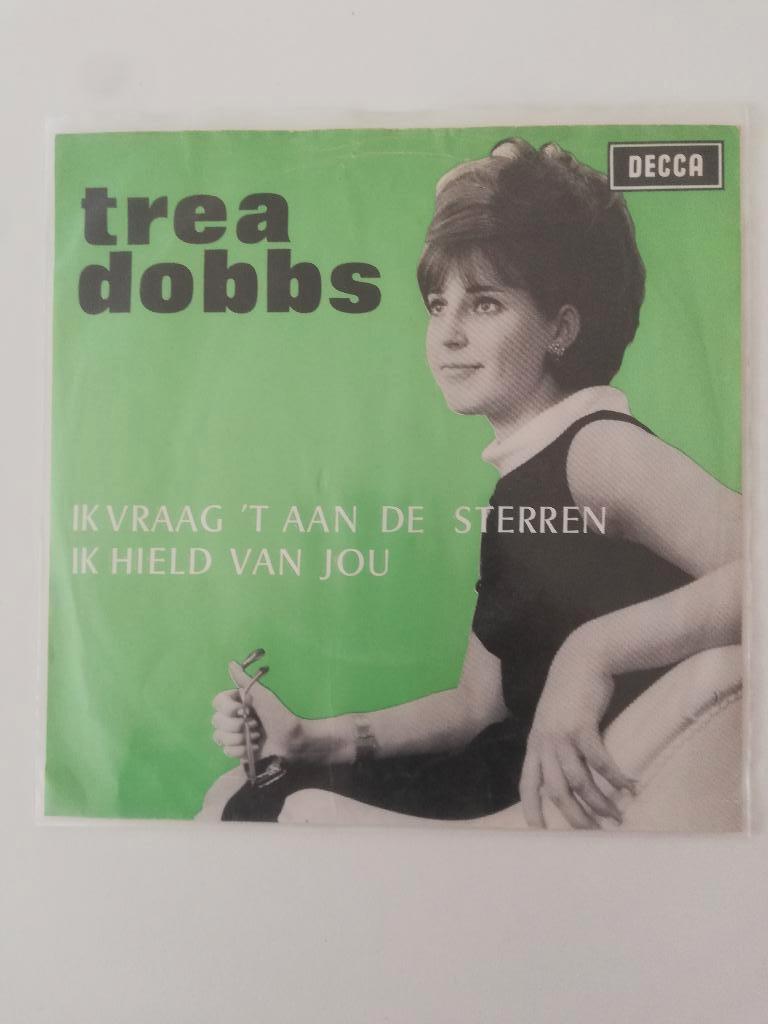 DECCA
trea
dobbs
IK VRAAG 'T AAN DE STERREN
IK HIELD VAN JOU